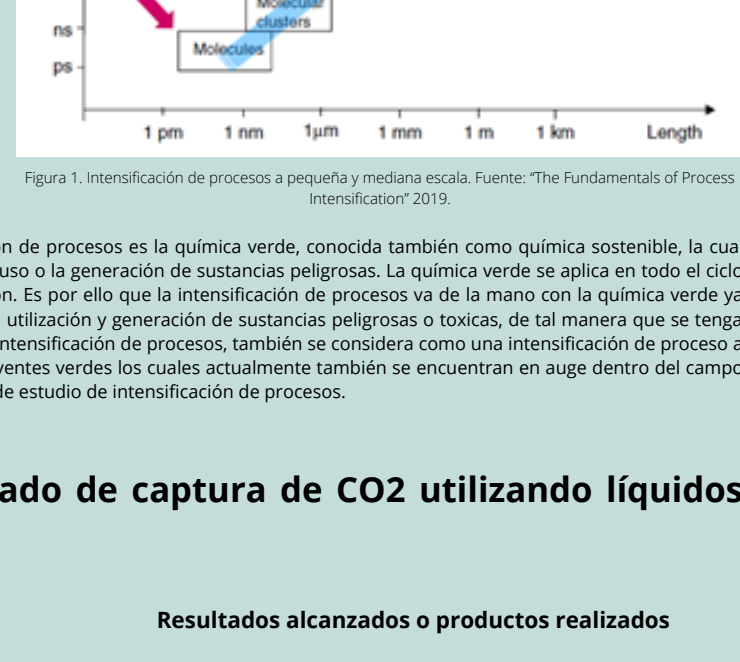 Molecular
clusters
ns
Molecules
ps
1 pm 1 nm 1μm 1 mm 1 m 1 km Length
Figura 1. Intensificación de procesos a pequeña y mediana escala. Fuente: “The Fundamentals of Process
Intensification” 2019.
ón de procesos es la química verde, conocida también como química sostenible, la cua
uso o la generación de sustancias peligrosas. La química verde se aplica en todo el ciclo
ón. Es por ello que la intensificación de procesos va de la mano con la química verde ya
utilización y generación de sustancias peligrosas o toxicas, de tal manera que se tenga
ntensificación de procesos, también se considera como una intensificación de proceso a
ventes verdes los cuales actualmente también se encuentran en auge dentro del campo
de estudio de intensificación de procesos.
ado de captura de CO2 utilizando líquidos
Resultados alcanzados o productos realizados